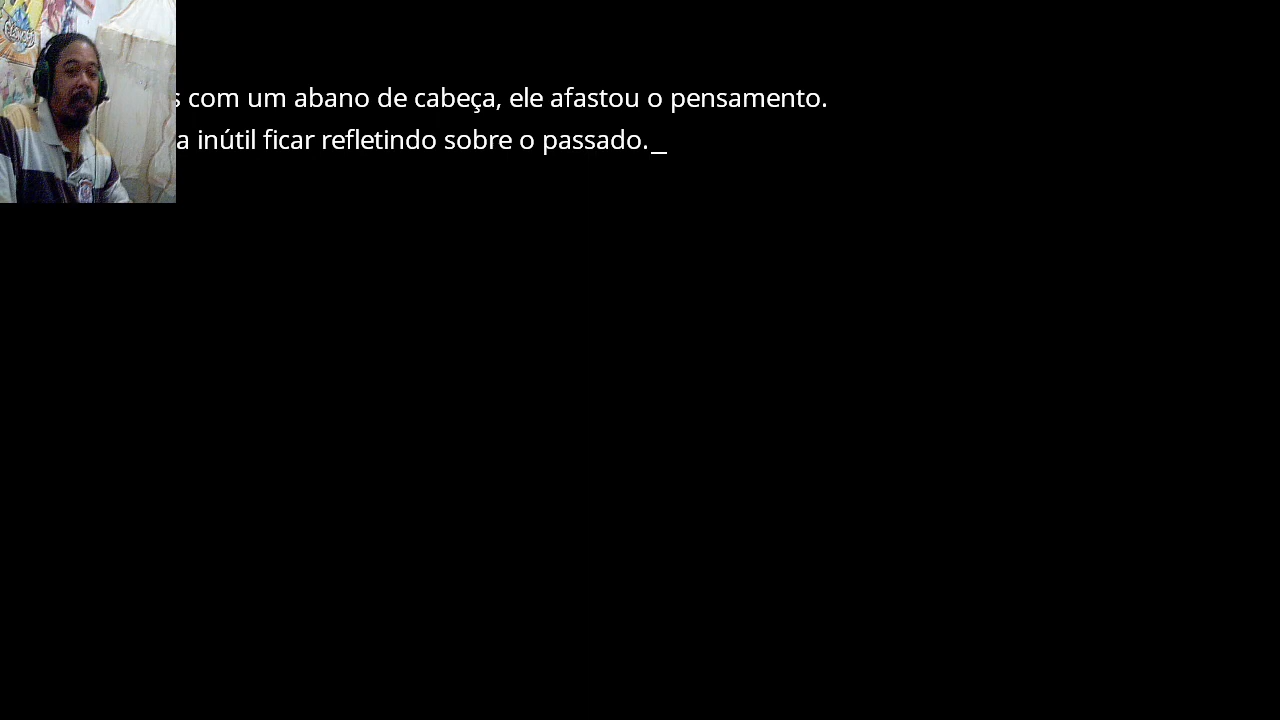 com um abano de cabeça, ele afastou o pensamento.
inútil ficar refletindo sobre o passado._